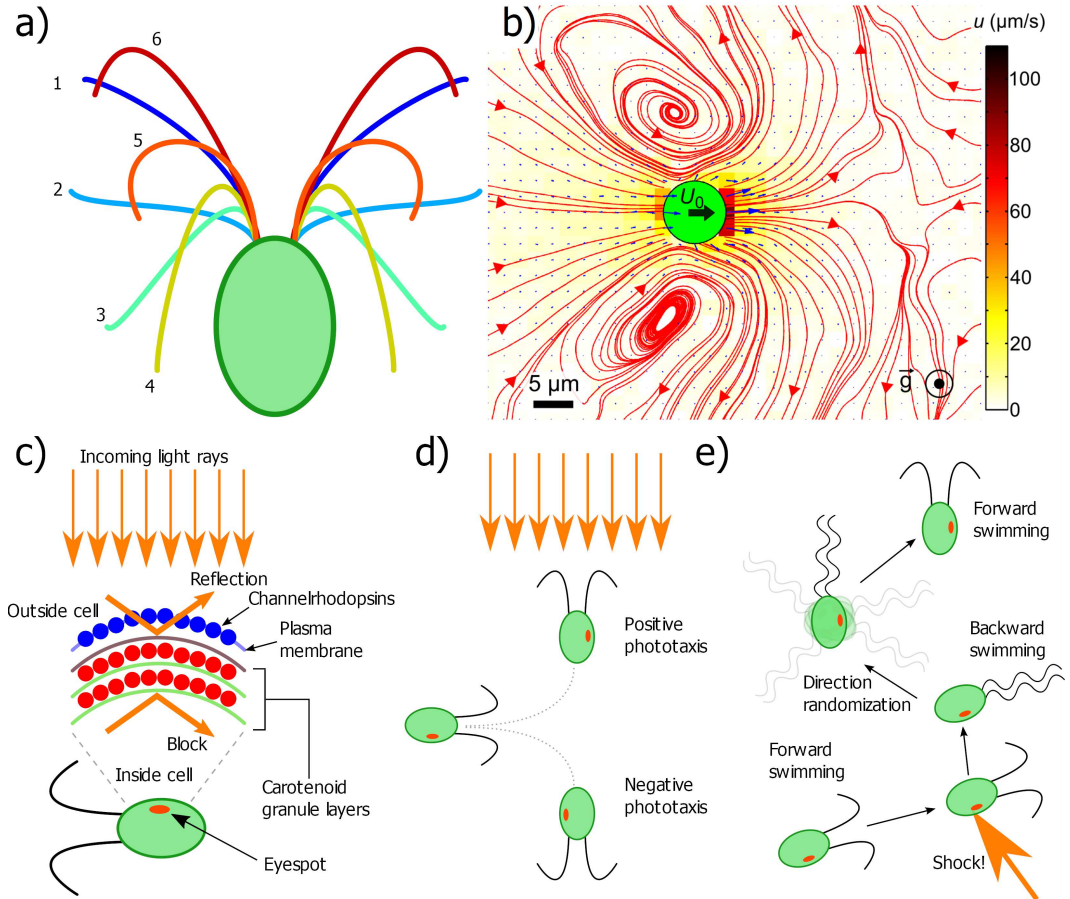 a)
6
1
5
2
3
4
b)
u (μm/s)
100
80
60
40
20
0
U0
5 μm
g
c)
Incoming light rays
Reflection
Outside cell
Channelrhodopsins
Plasma
membrane
Block
Inside cell
Carotenoid
granule layers
Eyespot
d)
Positive
phototaxis
Negative
phototaxis
e)
Forward
swimming
Backward
swimming
Direction
randomization
Forward
swimming
Shock!